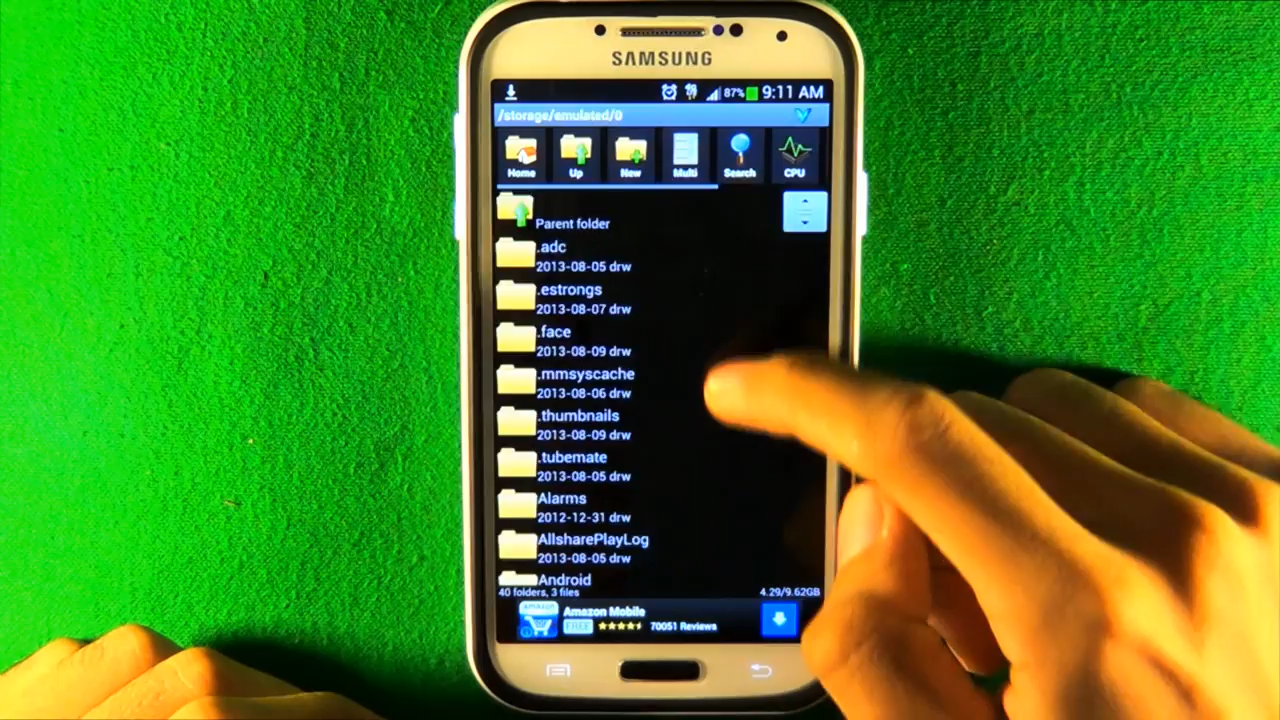 SAMSUNG
87% 9:11 AM
/storage/emulated/0
Home Up New Multi Search CPU
Parent folder
.adc
2013-08-05 drw
.estrongs
2013-08-07 drw
.face
2013-08-09 drw
.mmsyscache
2013-08-06 drw
.thumbnails
2013-08-09 drw
.tubemate
2013-08-05 drw
Alarms
2012-12-31 drw
AllsharePlayLog
2013-08-05 drw
Android
40 folders, 3 files 4.29/9.62GB
amazon Amazon Mobile
FREE 70051 Reviews